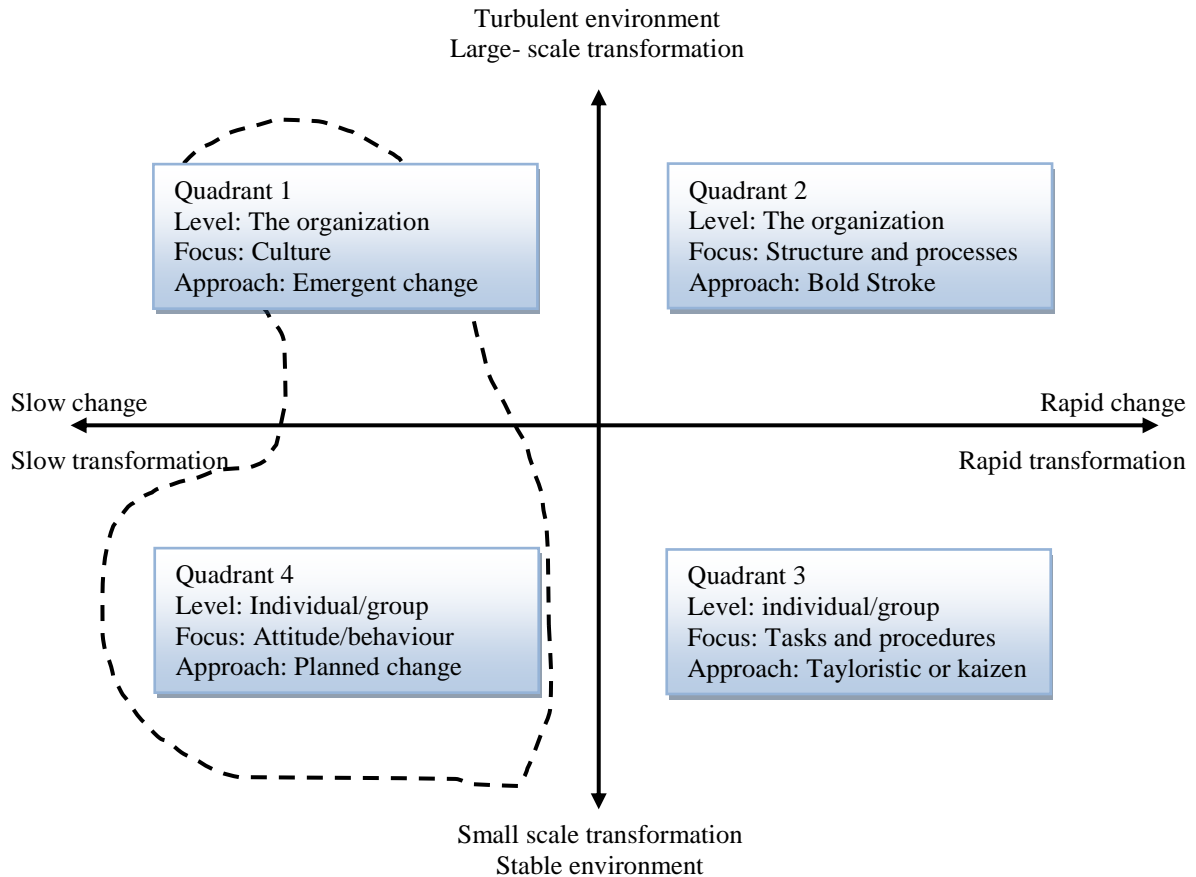 Turbulent environment
Large- scale transformation
Quadrant 1
Level: The organization
Focus: Culture
Approach: Emergent change
Quadrant 2
Level: The organization
Focus: Structure and processes
Approach: Bold Stroke
Slow change
Rapid change
Slow transformation
Rapid transformation
Quadrant 4
Level: Individual/group
Focus: Attitude/behaviour
Approach: Planned change
Quadrant 3
Level: individual/group
Focus: Tasks and procedures
Approach: Tayloristic or kaizen
Small scale transformation
Stable environment